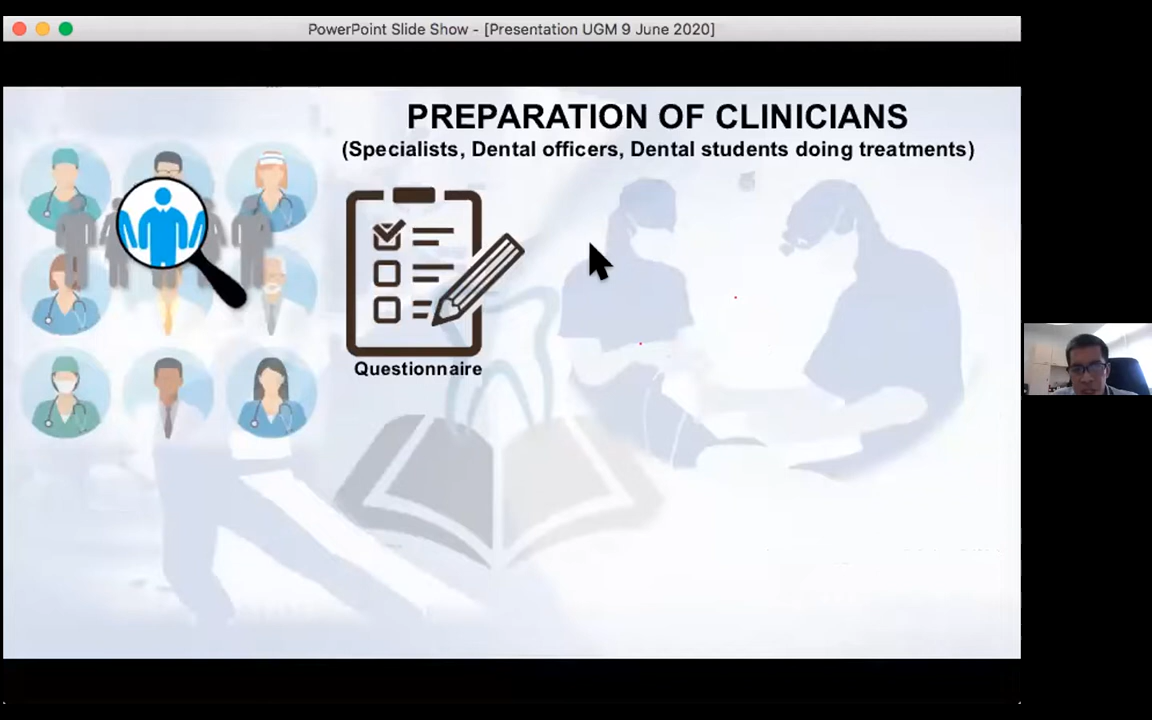 PowerPoint Slide Show - [Presentation UGM 9 June 2020]
PREPARATION OF CLINICIANS
(Specialists, Dental officers, Dental students doing treatments)
Questionnaire